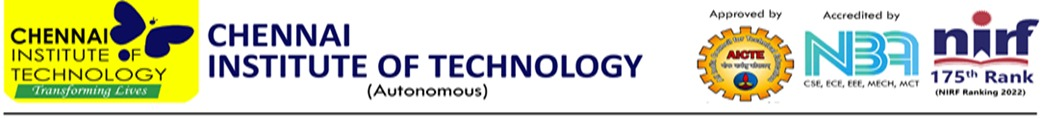 CHENNAI
INSTITUTE OF
TECHNOLOGY
Transforming Lives
CHENNAI
INSTITUTE OF TECHNOLOGY
(Autonomous)
Approved by
AICTE
Accredited by
NBA
CSE, ECE, EEE, MECH, MCT
nirf
175th Rank
(NIRF Ranking 2022)